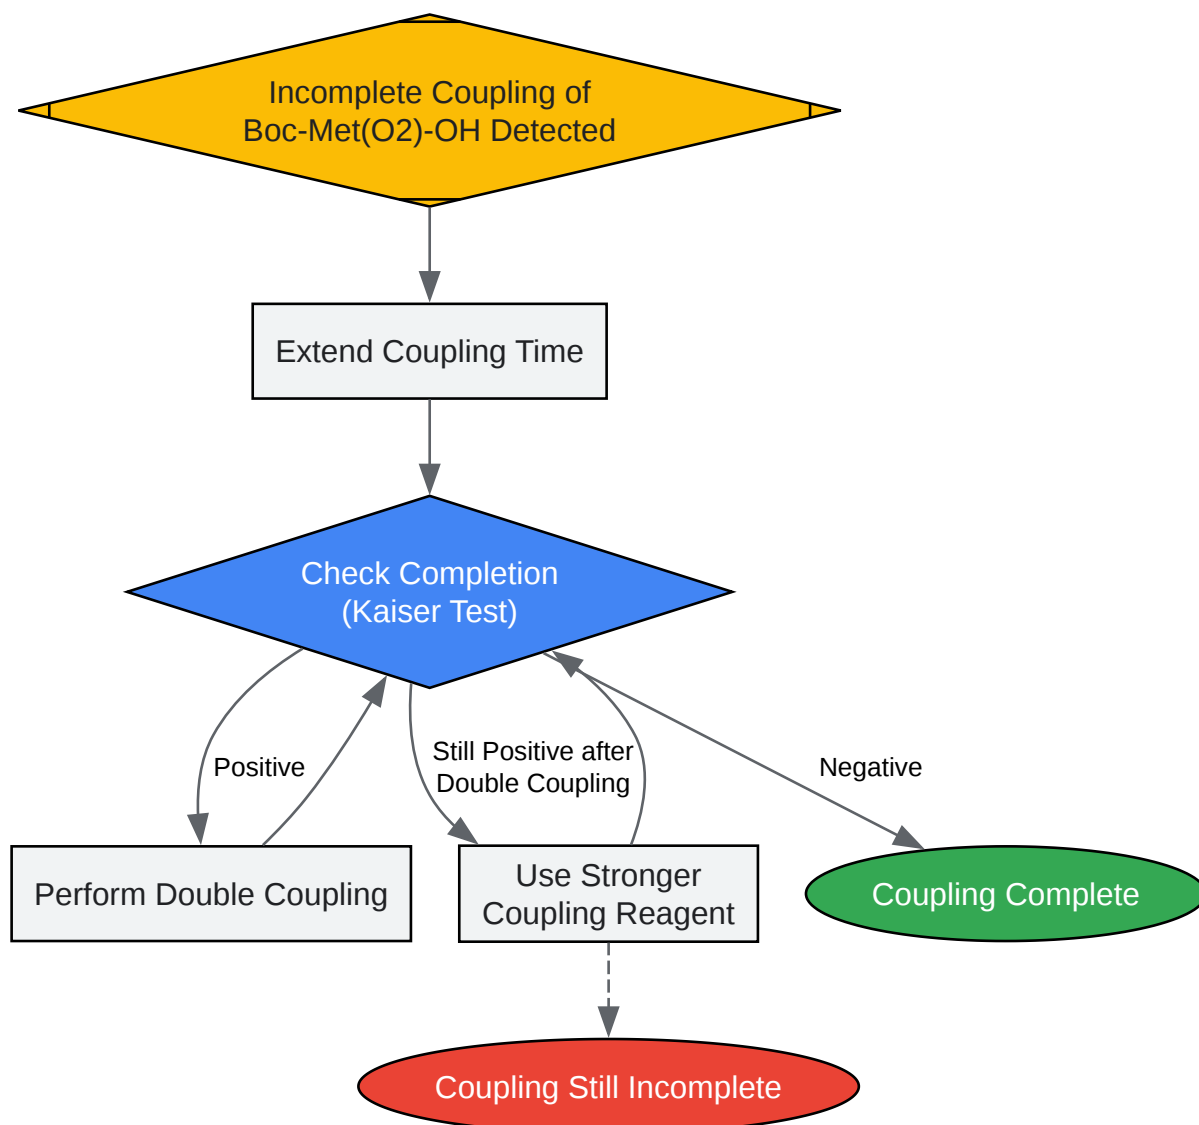 Incomplete Coupling of
Boc-Met(O2)-OH Detected
Extend Coupling Time
Check Completion
(Kaiser Test)
Positive
Still Positive after
Double Coupling
Negative
Perform Double Coupling
Use Stronger
Coupling Reagent
Coupling Complete
Coupling Still Incomplete